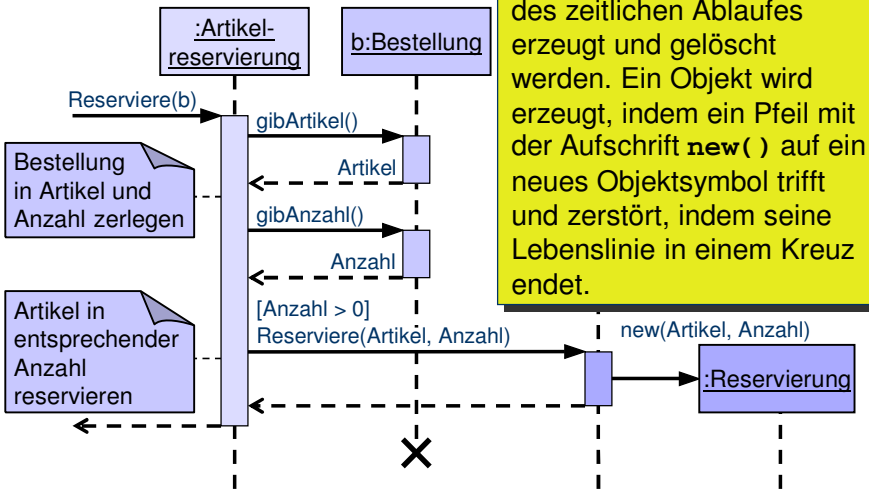 :Artikel-
reservierung
b:Bestellung
des zeitlichen Ablaufes
erzeugt und gelöscht
werden. Ein Objekt wird
erzeugt, indem ein Pfeil mit
der Aufschrift new() auf ein
neues Objektsymbol trifft
und zerstört, indem seine
Lebenslinie in einem Kreuz
endet.
Reserviere(b)
gibArtikel()
Bestellung
in Artikel und
Anzahl zerlegen
Artikel
gibAnzahl()
Anzahl
Artikel in
entsprechender
Anzahl
reservieren
[Anzahl > 0]
Reserviere(Artikel, Anzahl)
new(Artikel, Anzahl)
:Reservierung